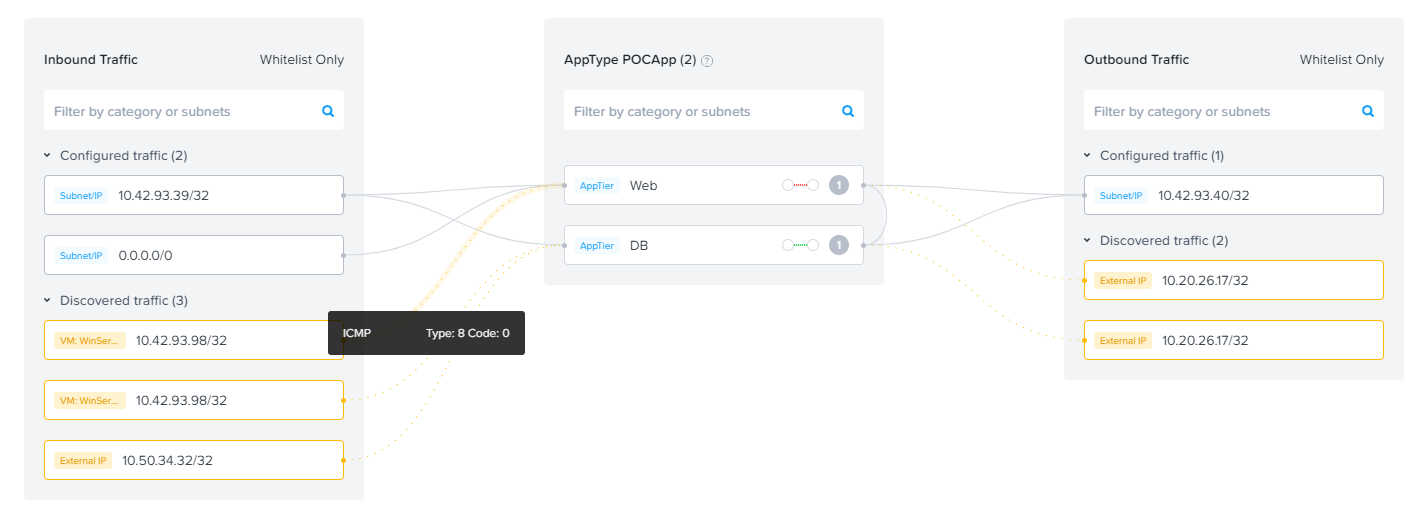 Inbound Traffic
Whitelist Only
Filter by category or subnets
Configured traffic (2)
Subnet/IP 10.42.93.39/32
Subnet/IP 0.0.0.0/0
Discovered traffic (3)
VM: WinSer... 10.42.93.98/32
VM: WinSer... 10.42.93.98/32
External IP 10.50.34.32/32
ICMP Type: 8 Code: 0
AppType POCApp (2) ?
Filter by category or subnets
AppTier Web 1
AppTier DB 1
Outbound Traffic
Whitelist Only
Filter by category or subnets
Configured traffic (1)
Subnet/IP 10.42.93.40/32
Discovered traffic (2)
External IP 10.20.26.17/32
External IP 10.20.26.17/32